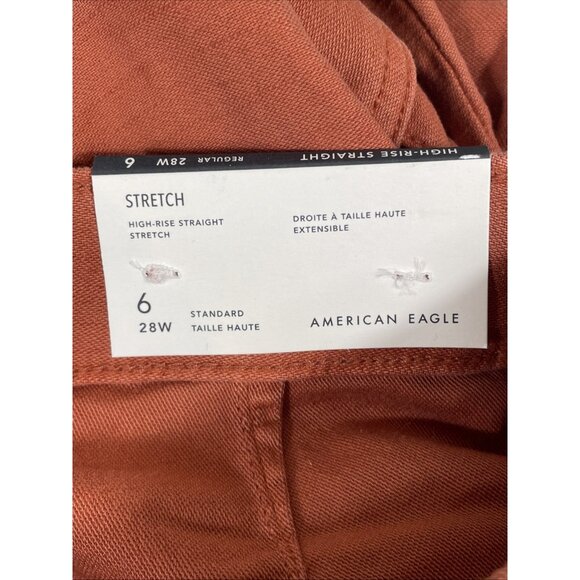 6 28W REGULAR HIGH-RISE STRAIGHT
STRETCH
HIGH-RISE STRAIGHT
STRETCH
DROITE À TAILLE HAUTE
EXTENSIBLE
6
28W
STANDARD
TAILLE HAUTE
AMERICAN EAGLE